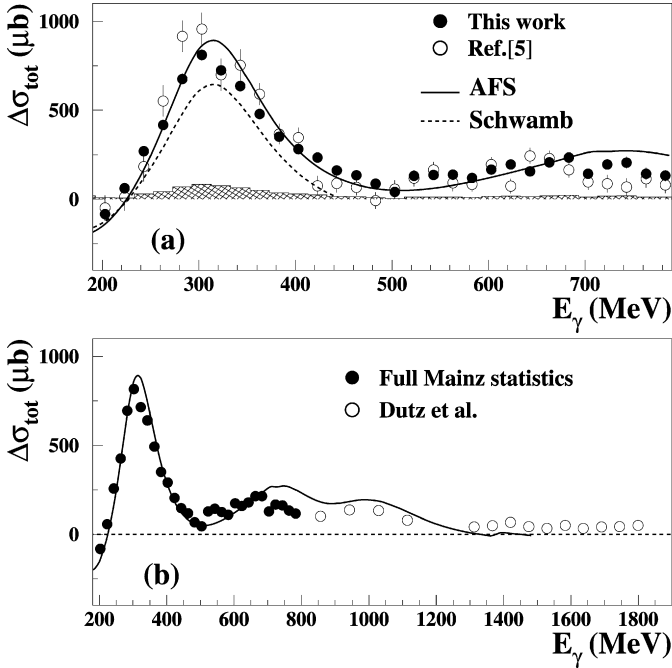 Δσtot (μb)
1000
500
0
This work
Ref.[5]
AFS
Schwamb
(a)
200 300 400 500 600 700
Eγ (MeV)
Δσtot (μb)
1000
500
0
Full Mainz statistics
Dutz et al.
(b)
200 400 600 800 1000 1200 1400 1600 1800
Eγ (MeV)